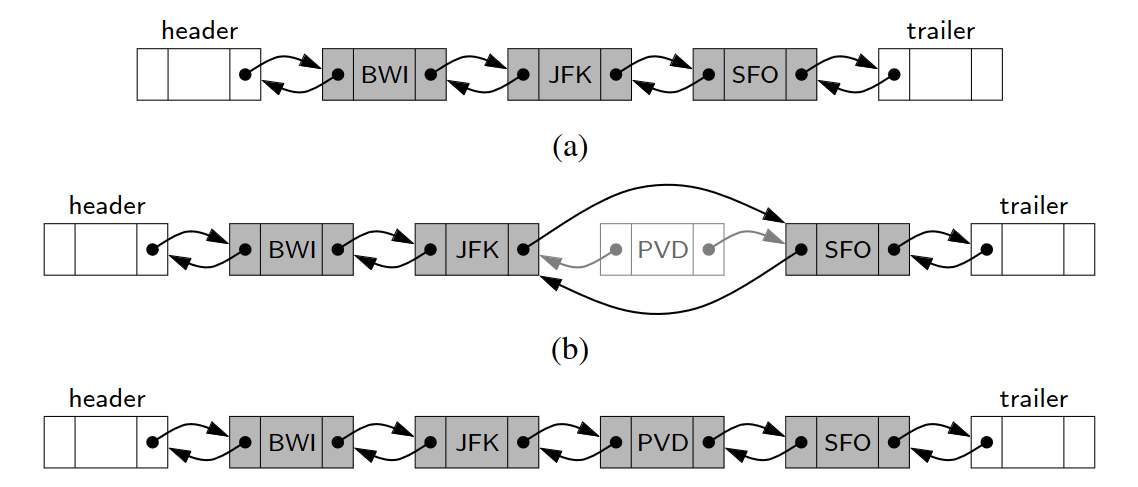 header trailer
BWI JFK SFO
(a)
header trailer
BWI JFK PVD SFO
(b)
header trailer
BWI JFK PVD SFO